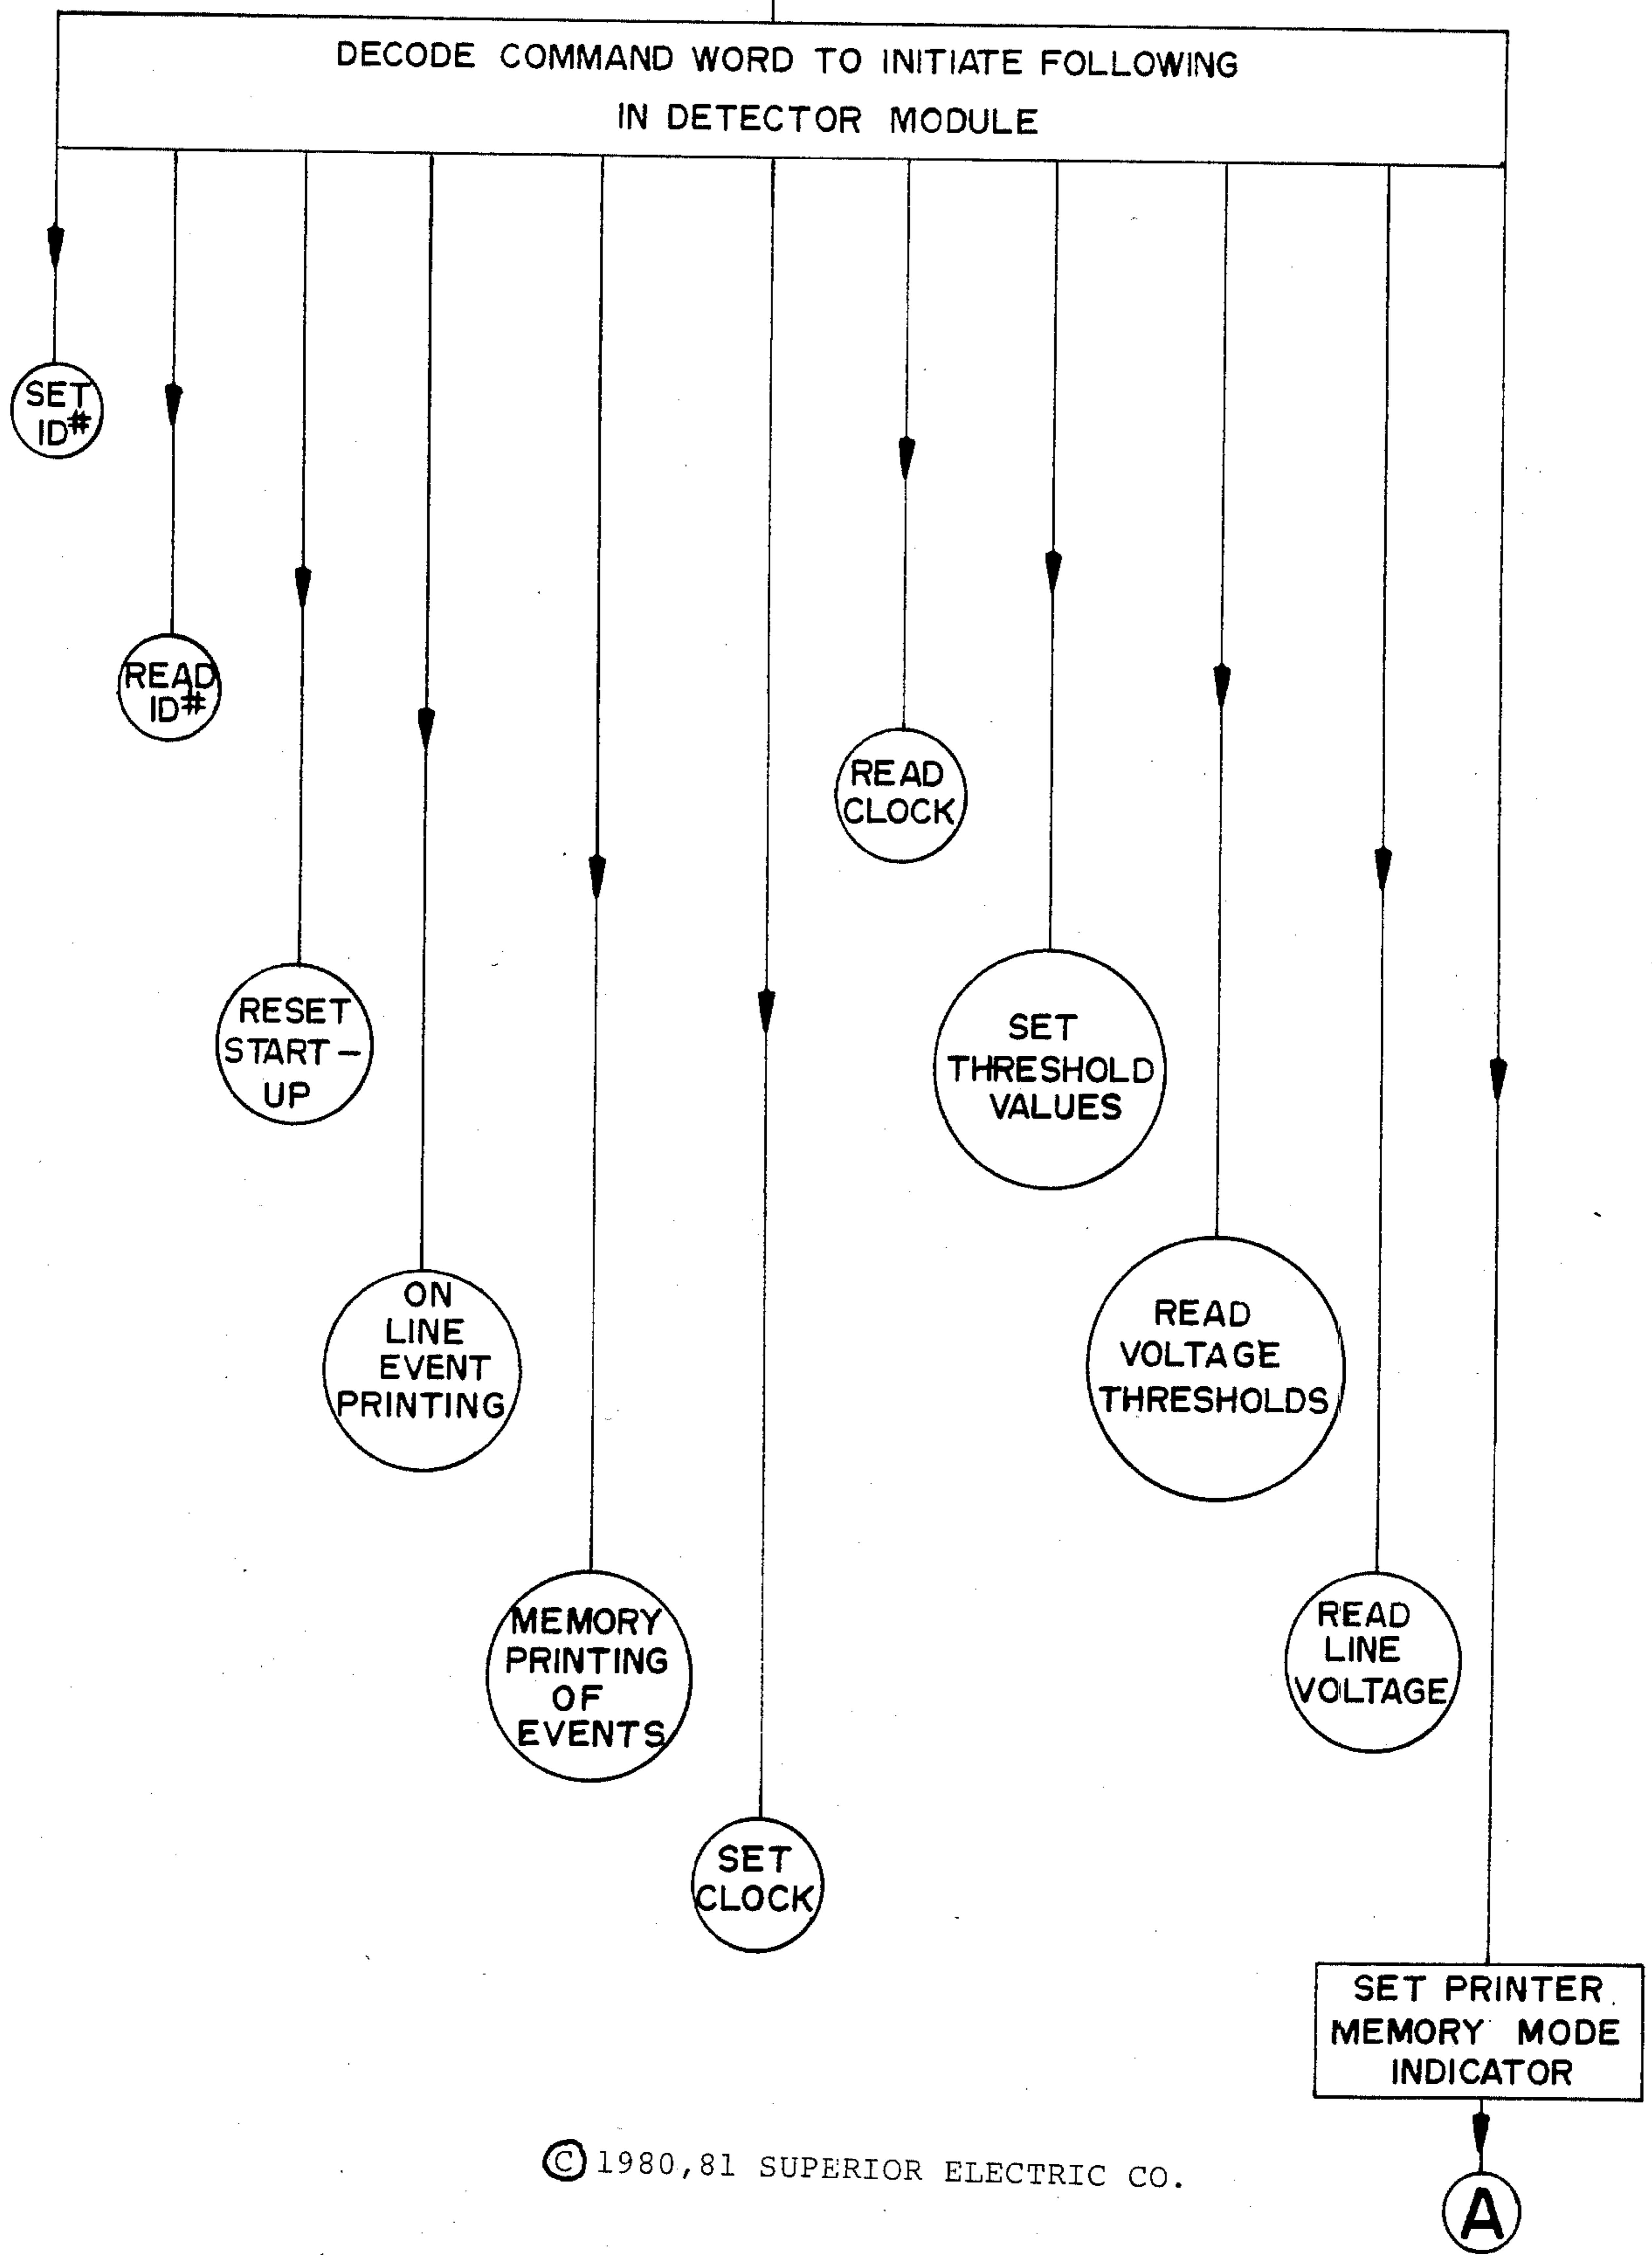 DECODE COMMAND WORD TO INITIATE FOLLOWING
IN DETECTOR MODULE
SET
ID#
READ
ID#
RESET
START-
UP
ON
LINE
EVENT
PRINTING
MEMORY
PRINTING
OF
EVENTS
SET
CLOCK
READ
CLOCK
SET
THRESHOLD
VALUES
READ
VOLTAGE
THRESHOLDS
READ
LINE
VOLTAGE
SET PRINTER
MEMORY MODE
INDICATOR
A
© 1980,81 SUPERIOR ELECTRIC CO.